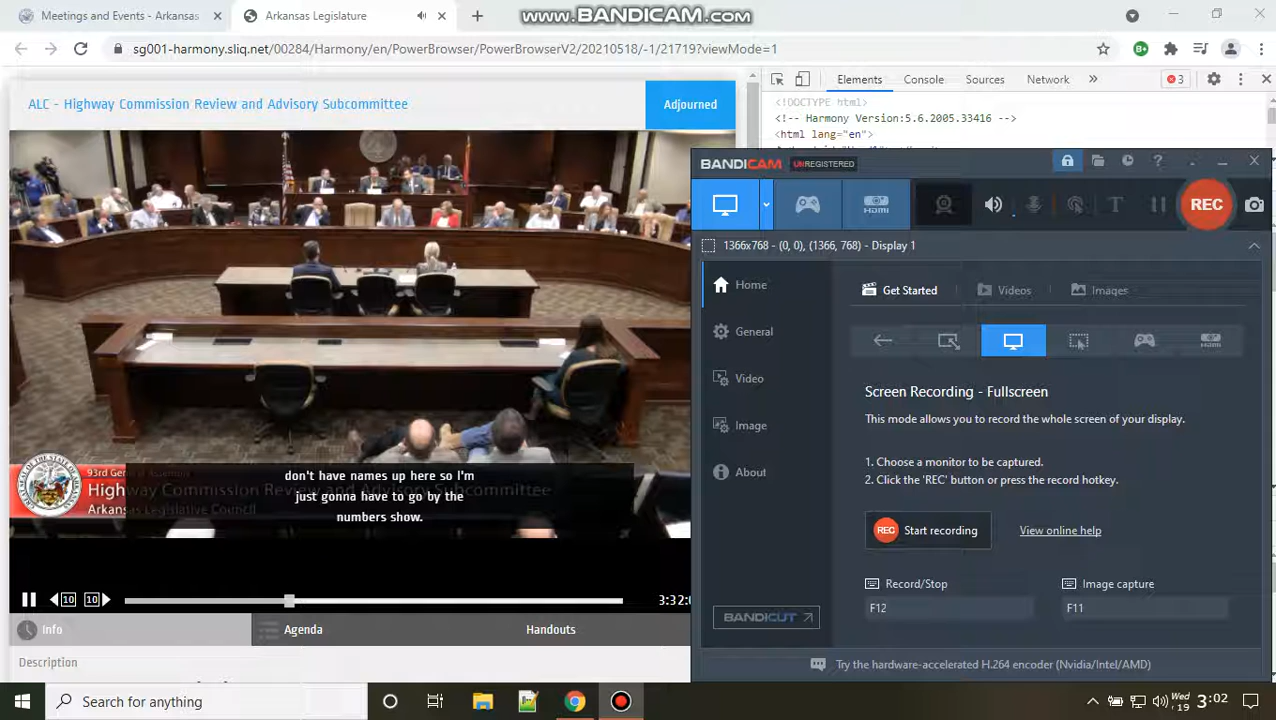 www.BANDICAM.com
Meetings and Events - Arkansas
Arkansas Legislature
sg001-harmony.sliq.net/00284/Harmony/en/PowerBrowser/PowerBrowserV2/20210518/-1/21719?viewMode=1
ALC - Highway Commission Review and Advisory Subcommittee
Adjourned
Elements
Console
Sources
Network
3
<!DOCTYPE html>
<!-- Harmony Version:5.6.2005.33416 -->
<html lang="en">
BANDICAM
UNREGISTERED
HDMI
REC
1366x768 - (0, 0), (1366, 768) - Display 1
Home
General
Video
Image
About
BANDICUT
Get Started
Videos
Images
HDMI
Screen Recording - Fullscreen
This mode allows you to record the whole screen of your display.
1. Choose a monitor to be captured.
2. Click the 'REC' button or press the record hotkey.
REC
Start recording
View online help
Record/Stop
Image capture
F12
F11
Try the hardware-accelerated H.264 encoder (Nvidia/Intel/AMD)
93rd General Assembly
Highway Commission Review and Advisory Subcommittee
Arkansas Legislative Council
don't have names up here so I'm
just gonna have to go by the
numbers show.
10
10
3:32:0
Info
Agenda
Handouts
Description
Search for anything
Wed
19
3:02